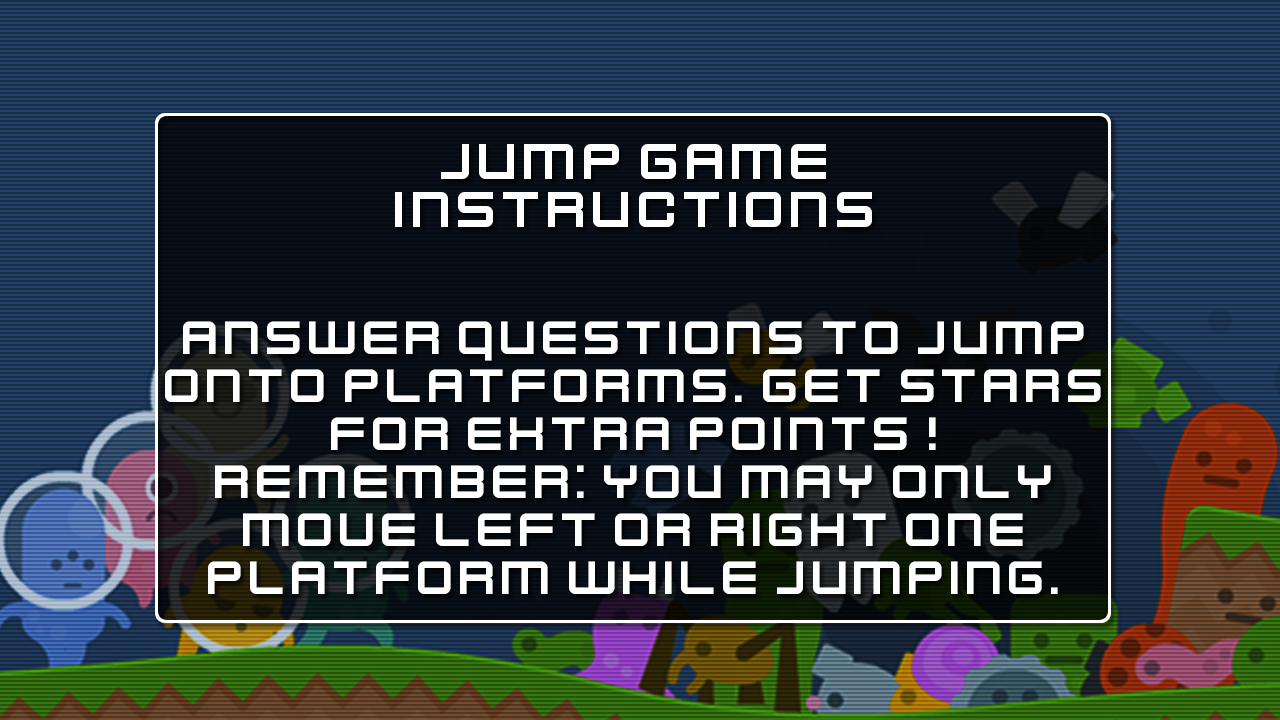 JUMP GAME
INSTRUCTIONS
ANSWER QUESTIONS TO JUMP
ONTO PLATFORMS. GET STARS
FOR EXTRA POINTS !
REMEMBER: YOU MAY ONLY
MOVE LEFT OR RIGHT ONE
PLATFORM WHILE JUMPING.